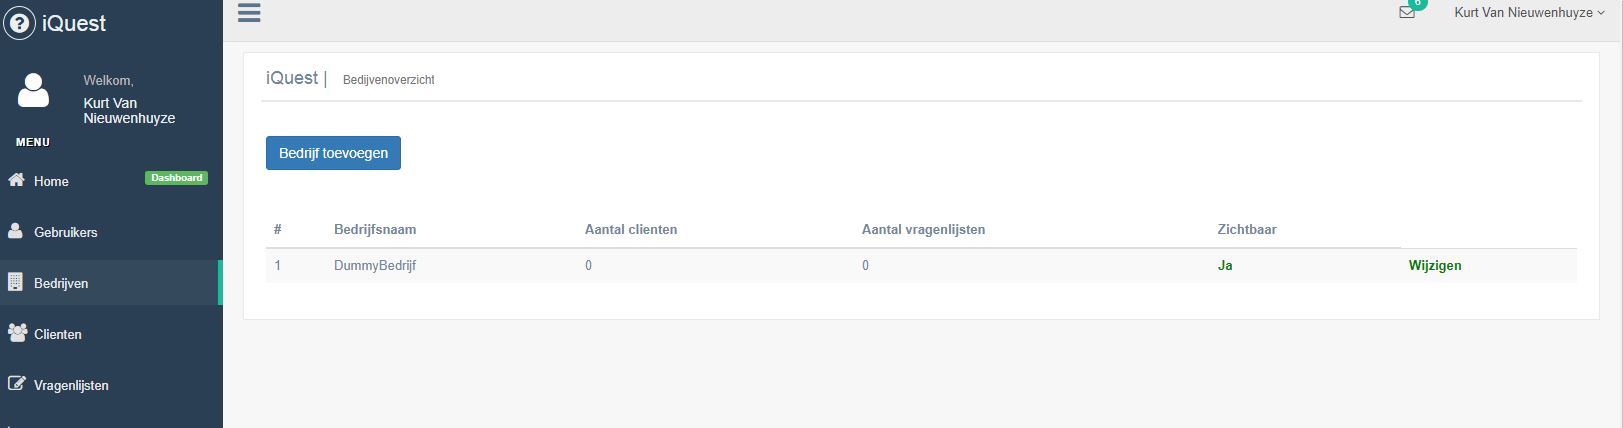 iQuest
Welkom,
Kurt Van
Nieuwenhuyze
MENU
Home Dashboard
Gebruikers
Bedrijven
Clienten
Vragenlijsten
6
Kurt Van Nieuwenhuyze
iQuest | Bedijvenoverzicht
Bedrijf toevoegen
# Bedrijfsnaam Aantal clienten Aantal vragenlijsten Zichtbaar
1 DummyBedrijf 0 0 Ja Wijzigen